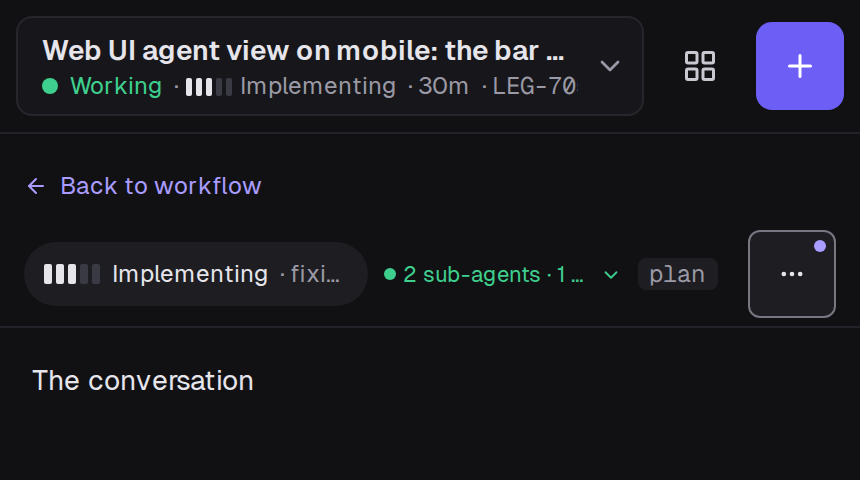 Web UI agent view on mobile: the bar ...
Working · Implementing · 30m · LEG-70
Back to workflow
Implementing · fixi... 2 sub-agents · 1... plan ...
The conversation